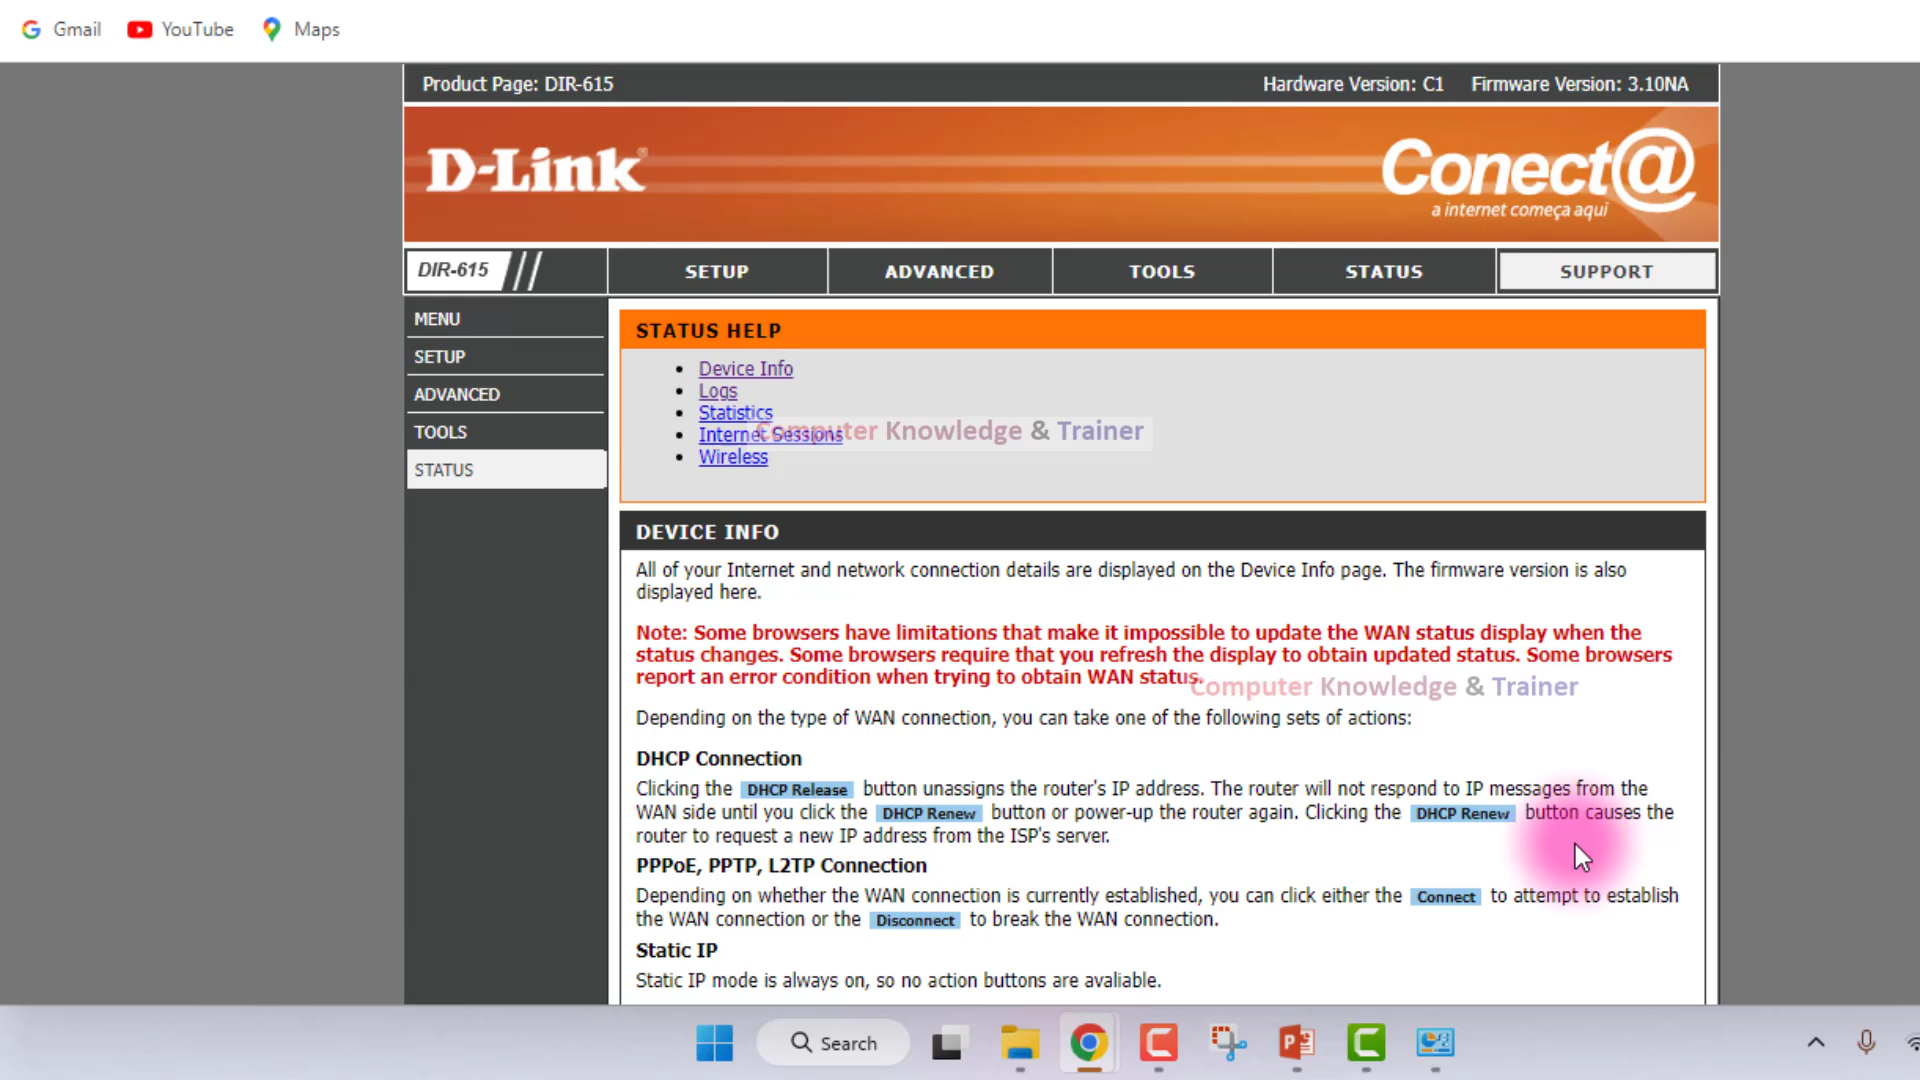 Gmail YouTube Maps
Product Page: DIR-615 Hardware Version: C1 Firmware Version: 3.10NA
D-Link® Conect@
a internet começa aqui
DIR-615 SETUP ADVANCED TOOLS STATUS SUPPORT
MENU
SETUP
ADVANCED
TOOLS
STATUS
STATUS HELP
Device Info
Logs
Statistics
Internet Sessions
Computer Knowledge & Trainer
Wireless
DEVICE INFO
All of your Internet and network connection details are displayed on the Device Info page. The firmware version is also
displayed here.
Note: Some browsers have limitations that make it impossible to update the WAN status display when the
status changes. Some browsers require that you refresh the display to obtain updated status. Some browsers
report an error condition when trying to obtain WAN status.
Computer Knowledge & Trainer
Depending on the type of WAN connection, you can take one of the following sets of actions:
DHCP Connection
Clicking the DHCP Release button unassigns the router's IP address. The router will not respond to IP messages from the
WAN side until you click the DHCP Renew button or power-up the router again. Clicking the DHCP Renew button causes the
router to request a new IP address from the ISP's server.
PPPoE, PPTP, L2TP Connection
Depending on whether the WAN connection is currently established, you can click either the Connect to attempt to establish
the WAN connection or the Disconnect to break the WAN connection.
Static IP
Static IP mode is always on, so no action buttons are avaliable.
Search